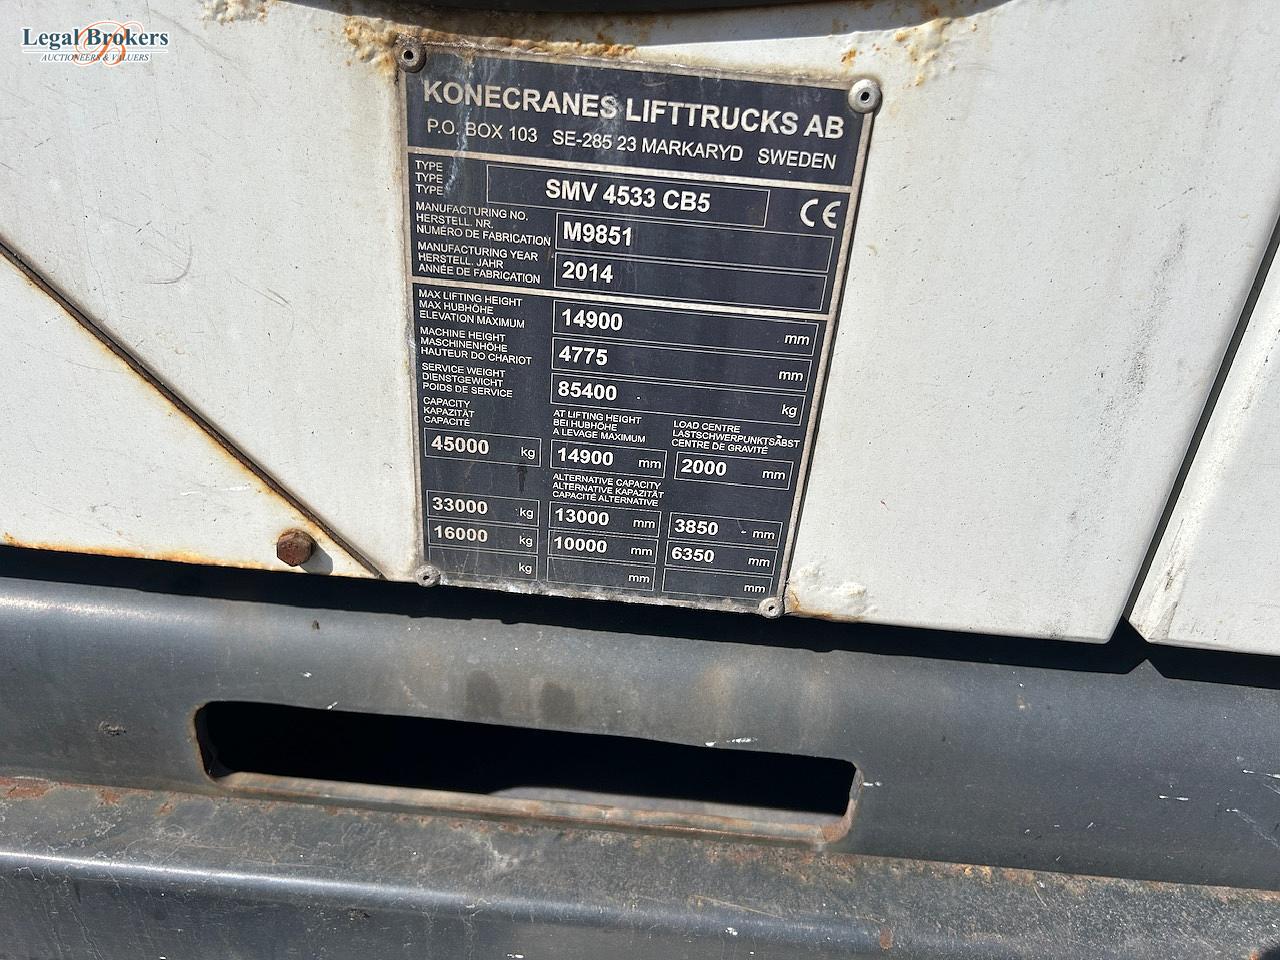 Legal Brokers
AUCTIONEERS & VALUERS
KONECRANES LIFTTRUCKS AB
P.O. BOX 103 SE-285 23 MARKARYD SWEDEN
TYPE
TYPE
TYPE
SMV 4533 CB5
CE
MANUFACTURING NO.
HERSTELL. NR.
NUMÉRO DE FABRICATION
M9851
MANUFACTURING YEAR
HERSTELL. JAHR
ANNÉE DE FABRICATION
2014
MAX LIFTING HEIGHT
MAX HUBHÖHE
ELEVATION MAXIMUM
14900 mm
MACHINE HEIGHT
MASCHINENHÖHE
HAUTEUR DO CHARIOT
4775 mm
SERVICE WEIGHT
DIENSTGEWICHT
POIDS DE SERVICE
85400 kg
CAPACITY
KAPAZITÄT
CAPACITÉ
45000 kg
AT LIFTING HEIGHT
BEI HUBHÖHE
A LEVAGE MAXIMUM
14900 mm
LOAD CENTRE
LASTSCHWERPUNKTSABST
CENTRE DE GRAVITÉ
2000 mm
ALTERNATIVE CAPACITY
ALTERNATIVE KAPAZITÄT
CAPACITÉ ALTERNATIVE
33000 kg 13000 mm 3850 mm
16000 kg 10000 mm 6350 mm
kg mm mm